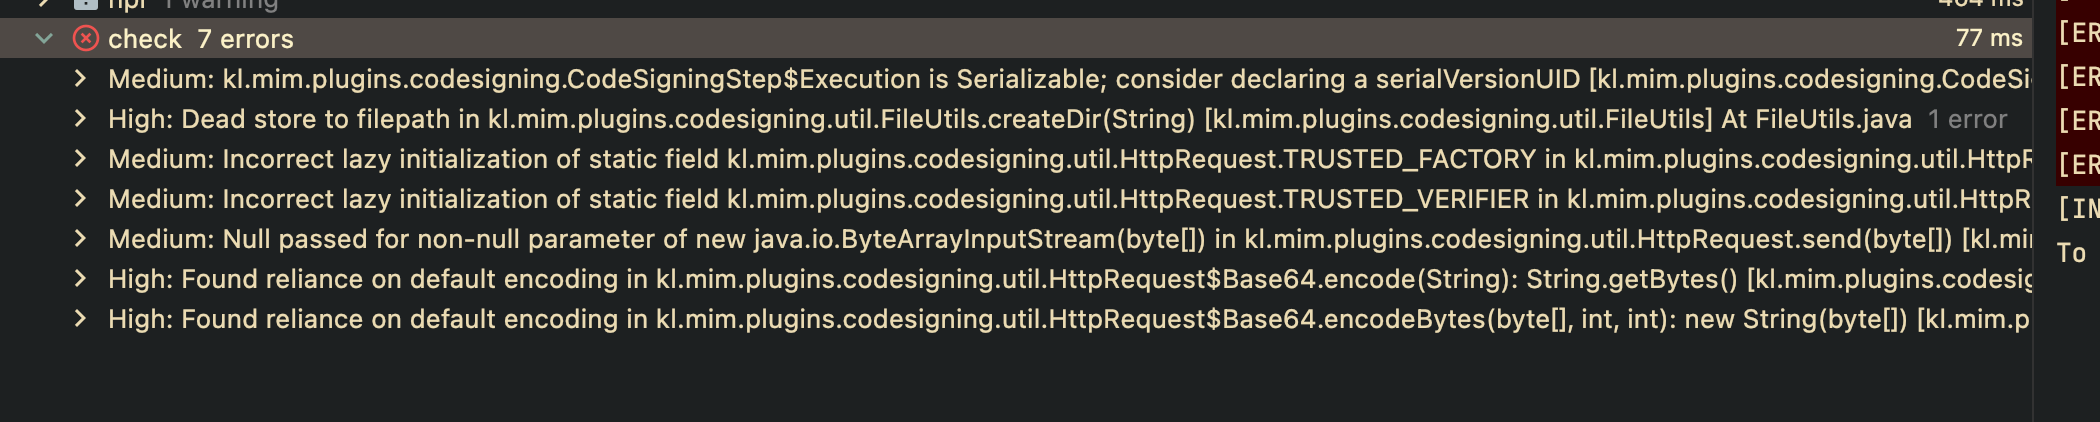 1 warning
check 7 errors 77 ms
Medium: kl.mim.plugins.codesigning.CodeSigningStep$Execution is Serializable; consider declaring a serialVersionUID [kl.mim.plugins.codesigning.CodeSi
High: Dead store to filepath in kl.mim.plugins.codesigning.util.FileUtils.createDir(String) [kl.mim.plugins.codesigning.util.FileUtils] At FileUtils.java 1 error
Medium: Incorrect lazy initialization of static field kl.mim.plugins.codesigning.util.HttpRequest.TRUSTED_FACTORY in kl.mim.plugins.codesigning.util.HttpR
Medium: Incorrect lazy initialization of static field kl.mim.plugins.codesigning.util.HttpRequest.TRUSTED_VERIFIER in kl.mim.plugins.codesigning.util.HttpR
Medium: Null passed for non-null parameter of new java.io.ByteArrayInputStream(byte[]) in kl.mim.plugins.codesigning.util.HttpRequest.send(byte[]) [kl.mi
High: Found reliance on default encoding in kl.mim.plugins.codesigning.util.HttpRequest$Base64.encode(String): String.getBytes() [kl.mim.plugins.codesig
High: Found reliance on default encoding in kl.mim.plugins.codesigning.util.HttpRequest$Base64.encodeBytes(byte[], int, int): new String(byte[]) [kl.mim.p
[ER
[ER
[ER
[ER
[IN
To